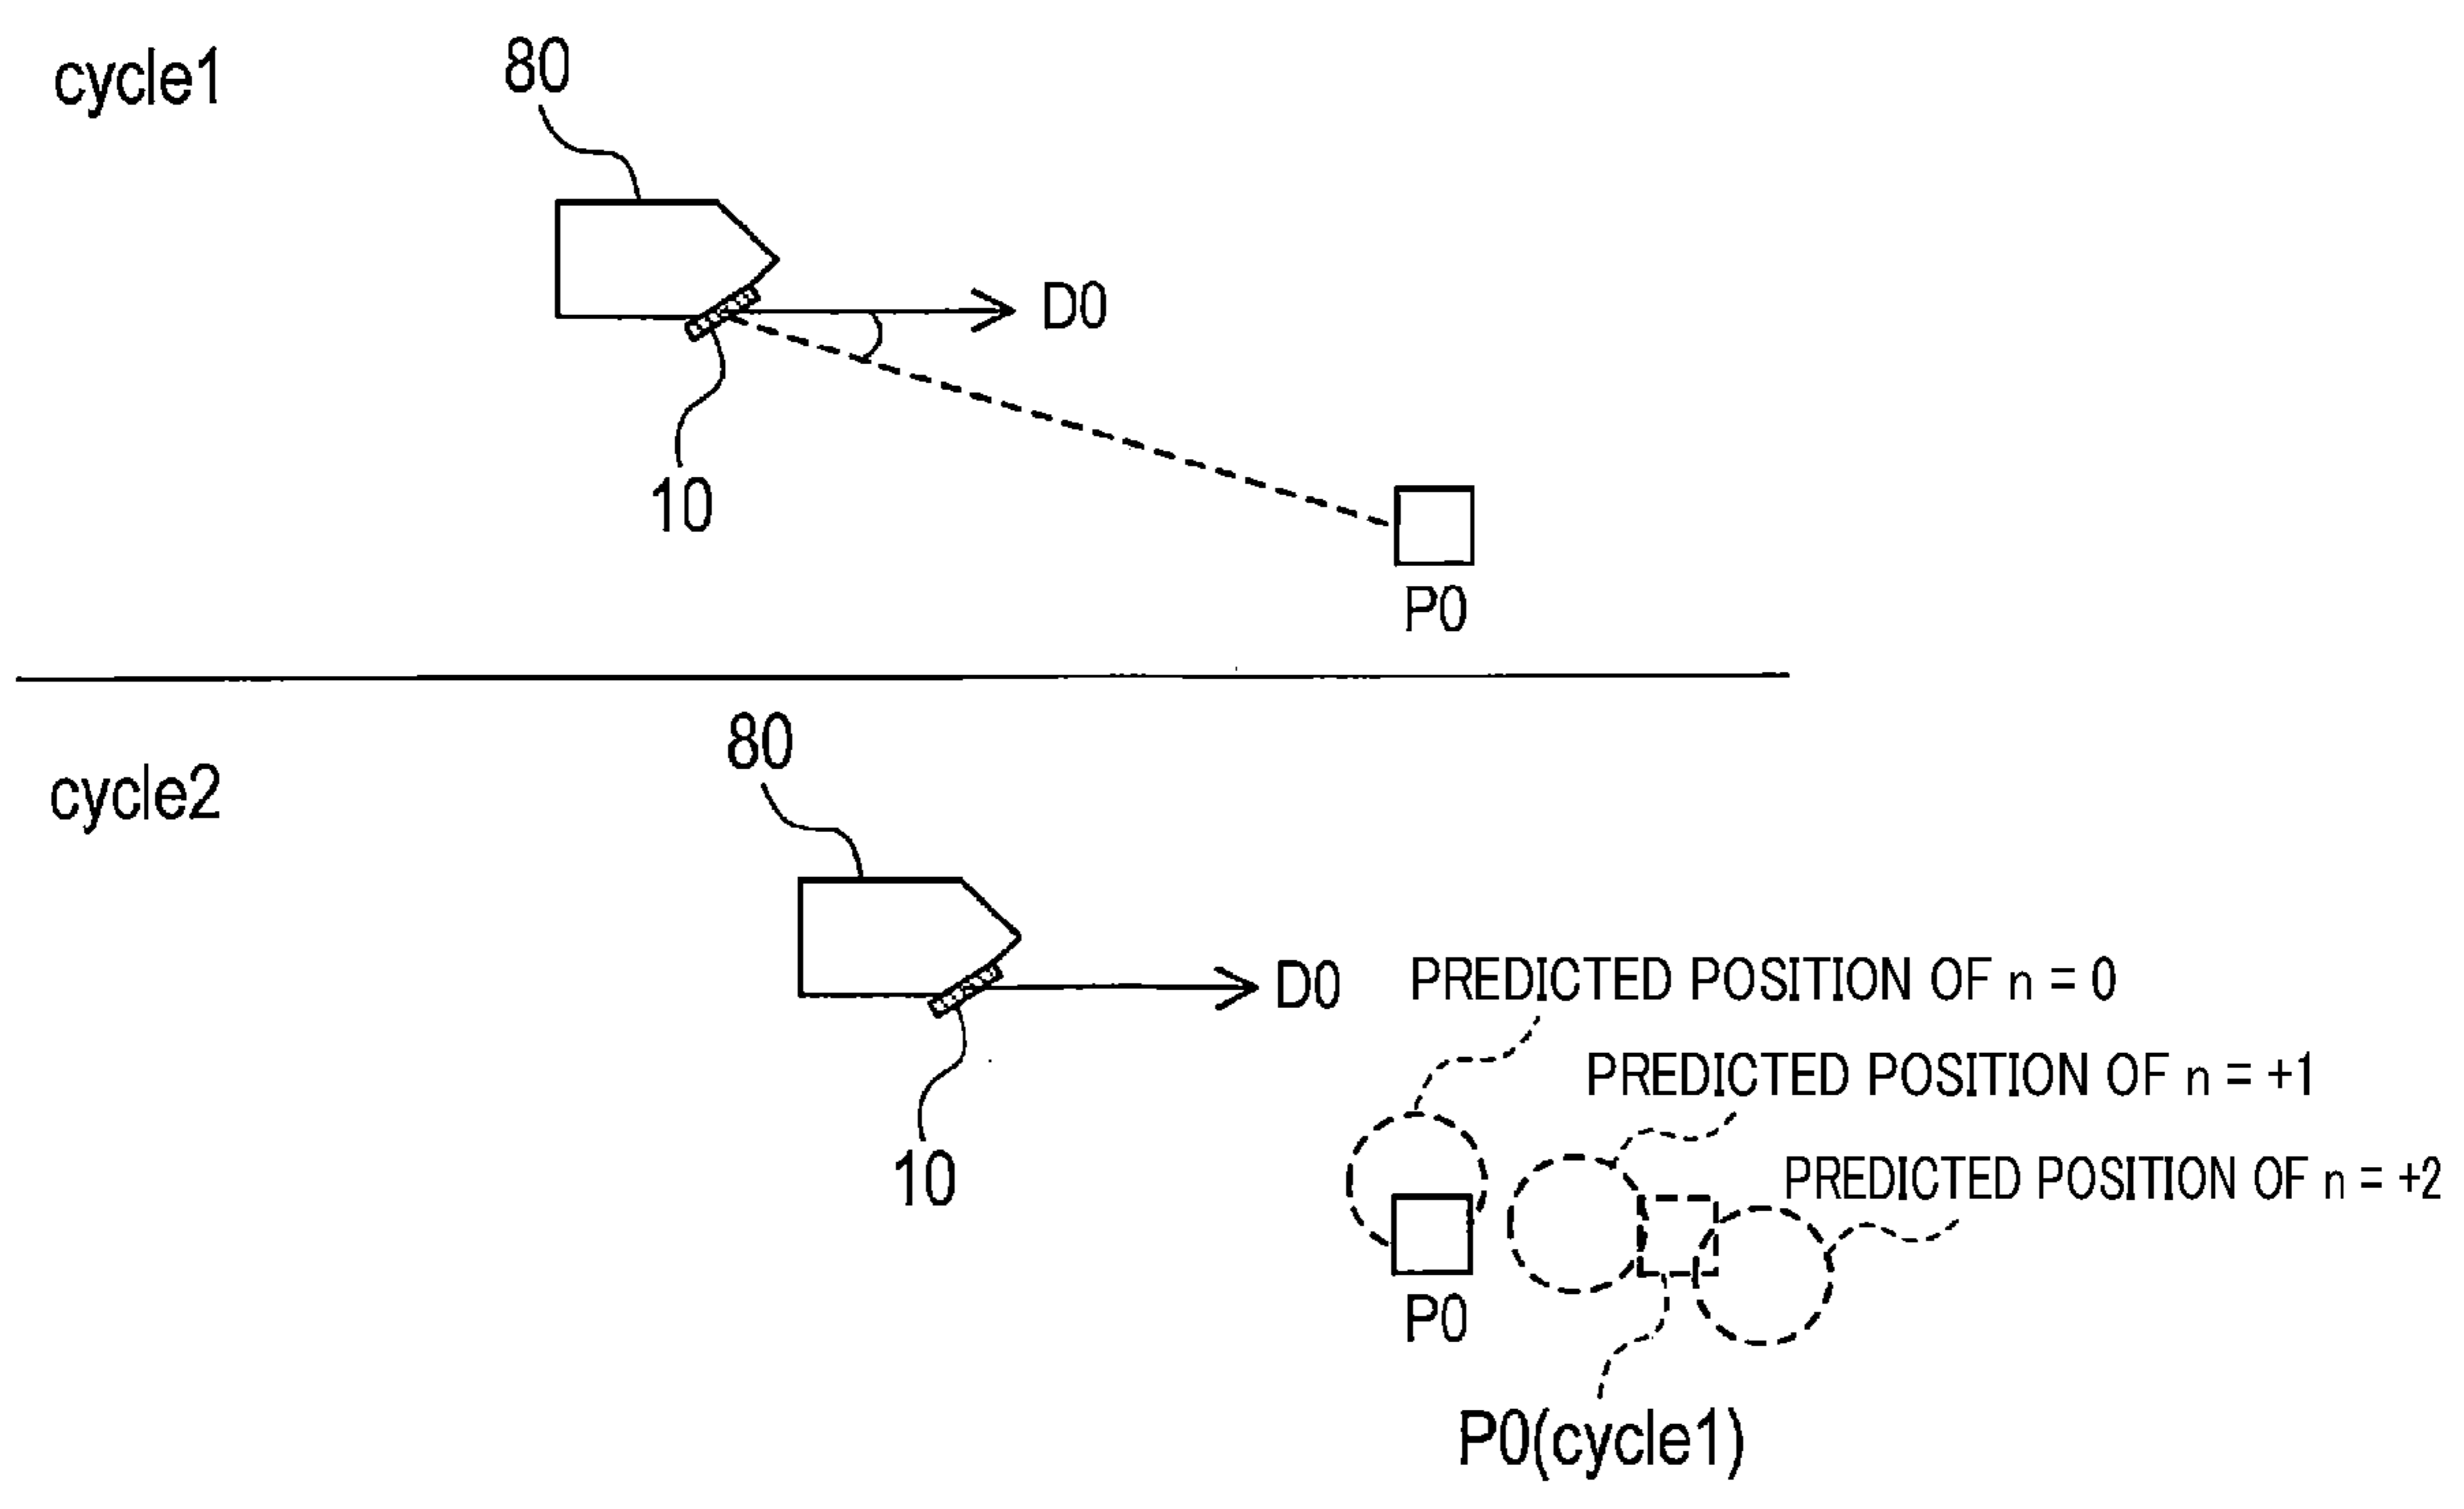 cycle1
80
D0
10
P0
cycle2
80
D0
PREDICTED POSITION OF n = 0
PREDICTED POSITION OF n = +1
10
PREDICTED POSITION OF n = +2
P0
P0(cycle1)